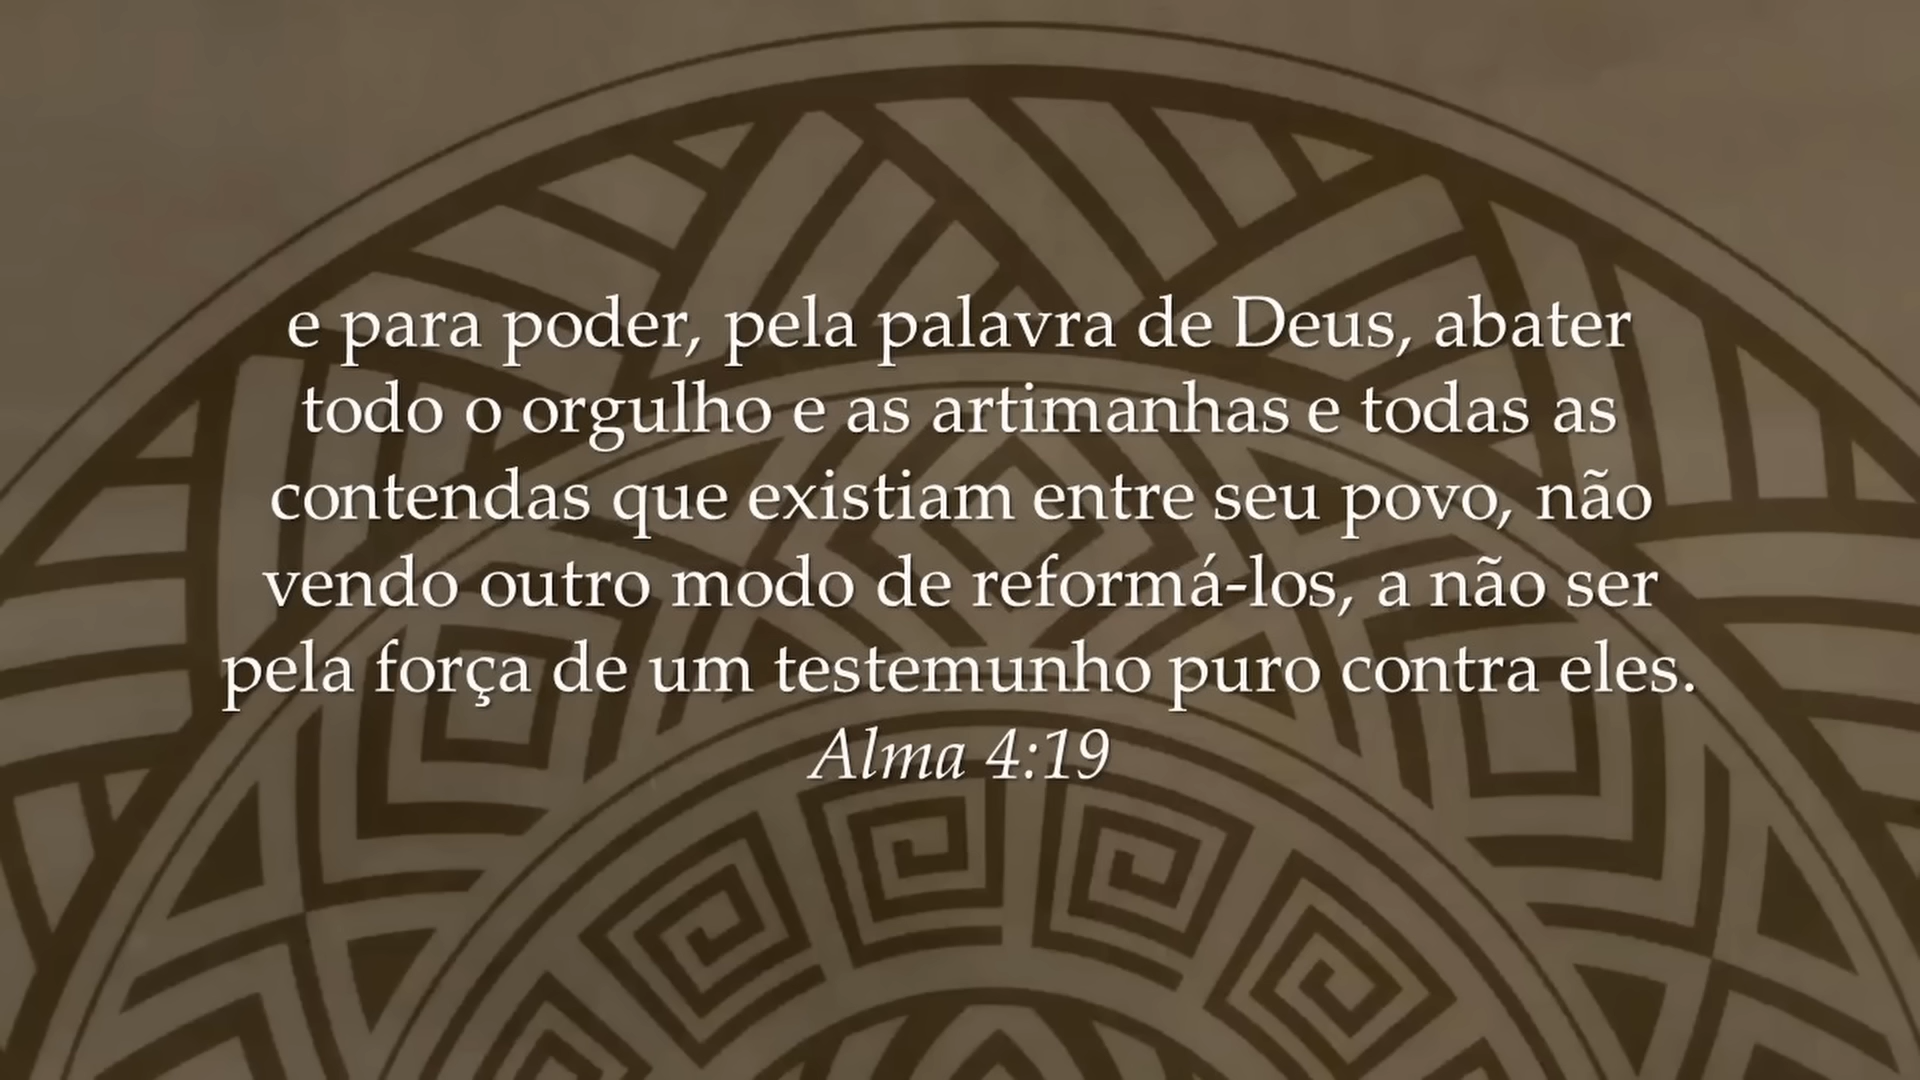 e para poder, pela palavra de Deus, abater
todo o orgulho e as artimanhas e todas as
contendas que existiam entre seu povo, não
vendo outro modo de reformá-los, a não ser
pela força de um testemunho puro contra eles.
Alma 4:19